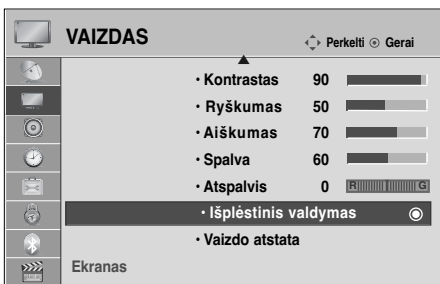 VAIZDAS
Perkelti ⊙ Gerai
• Kontrastas 90
• Ryškumas 50
• Aiškumas 70
• Spalva 60
• Atspalvis 0 R G
• Išplėstinis valdymas
• Vaizdo atstata
Ekranas